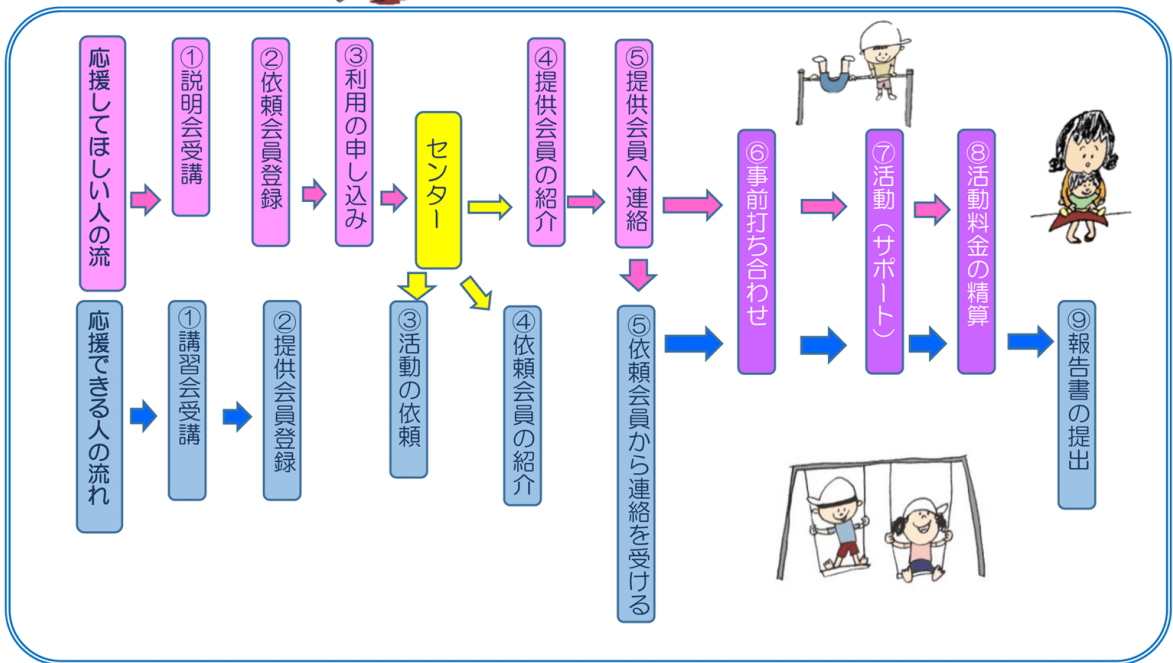 応援してほしい人の流
①説明会受講
②依頼会員登録
③利用の申し込み
センター
④提供会員の紹介
⑤提供会員へ連絡
⑥事前打ち合わせ
⑦活動（サポート）
⑧活動料金の精算
応援できる人の流れ
①講習会受講
②提供会員登録
③活動の依頼
④依頼会員の紹介
⑤依頼会員から連絡を受ける
⑨報告書の提出